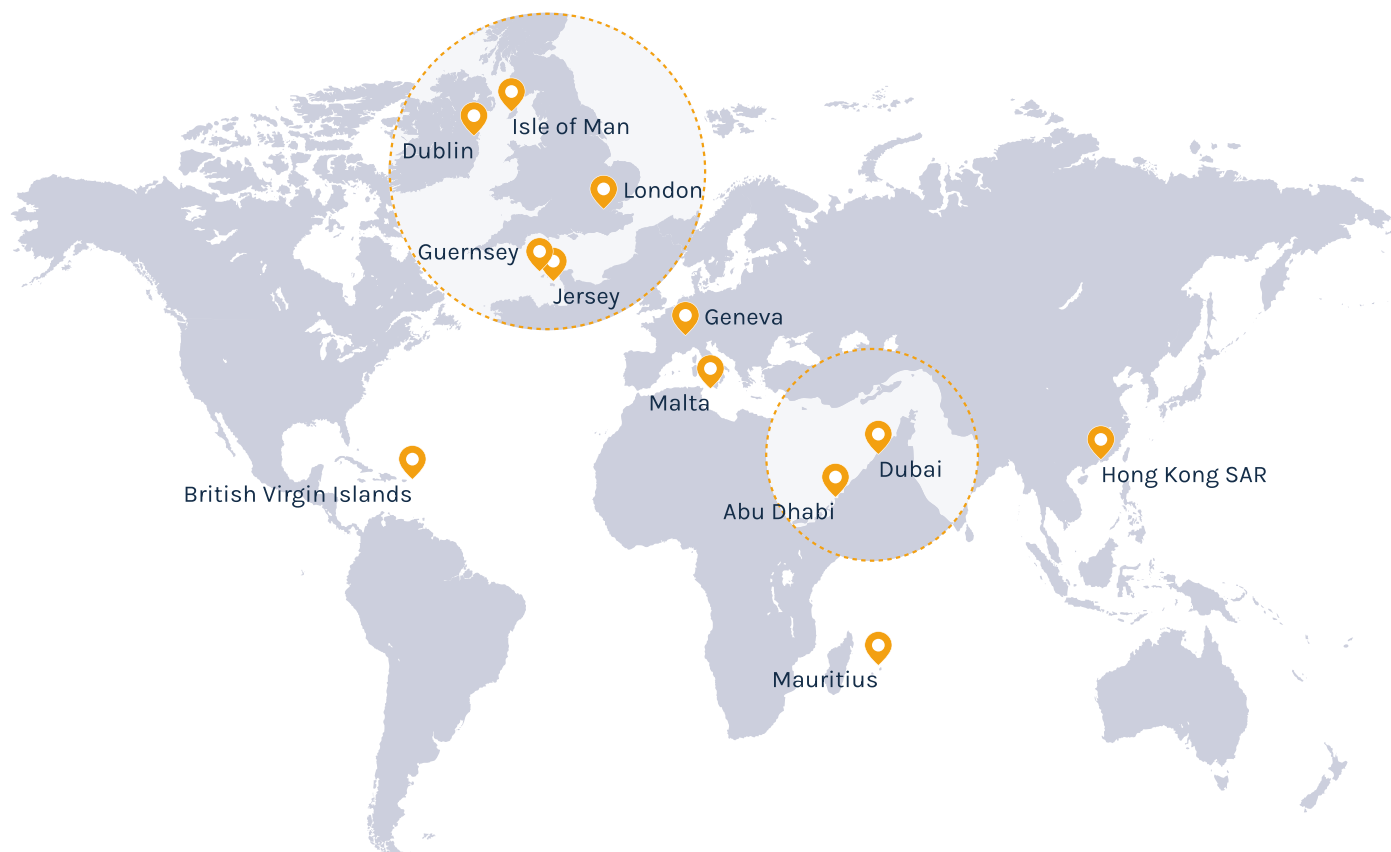 Isle of Man
Dublin
London
Guernsey
Jersey
Geneva
Malta
Dubai
Hong Kong SAR
British Virgin Islands
Abu Dhabi
Mauritius